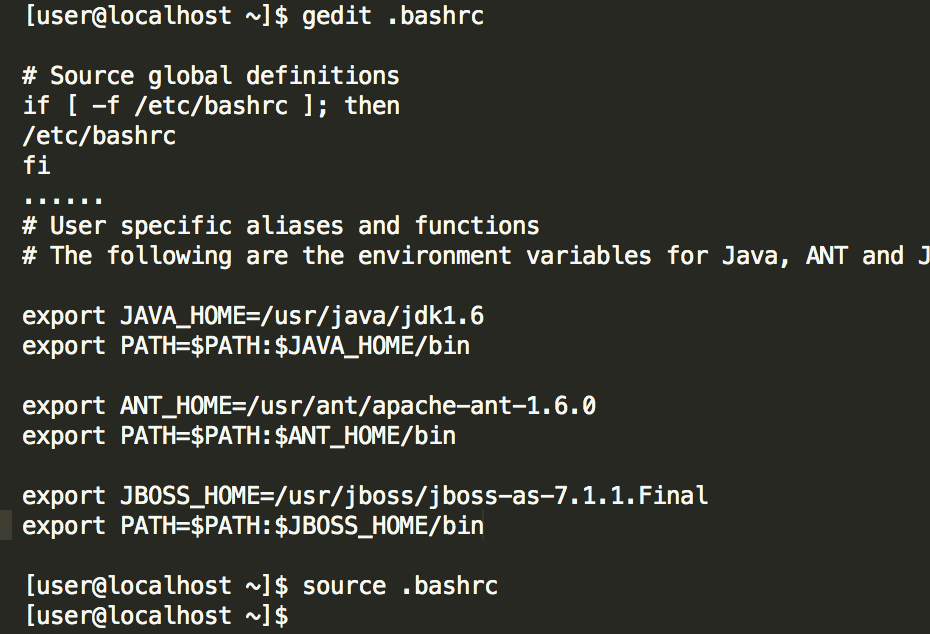 [user@localhost ~]$ gedit .bashrc
# Source global definitions
if [ -f /etc/bashrc ]; then
/etc/bashrc
fi
......
# User specific aliases and functions
# The following are the environment variables for Java, ANT and J
export JAVA_HOME=/usr/java/jdk1.6
export PATH=$PATH:$JAVA_HOME/bin
export ANT_HOME=/usr/ant/apache-ant-1.6.0
export PATH=$PATH:$ANT_HOME/bin
export JBOSS_HOME=/usr/jboss/jboss-as-7.1.1.Final
export PATH=$PATH:$JBOSS_HOME/bin
[user@localhost ~]$ source .bashrc
[user@localhost ~]$